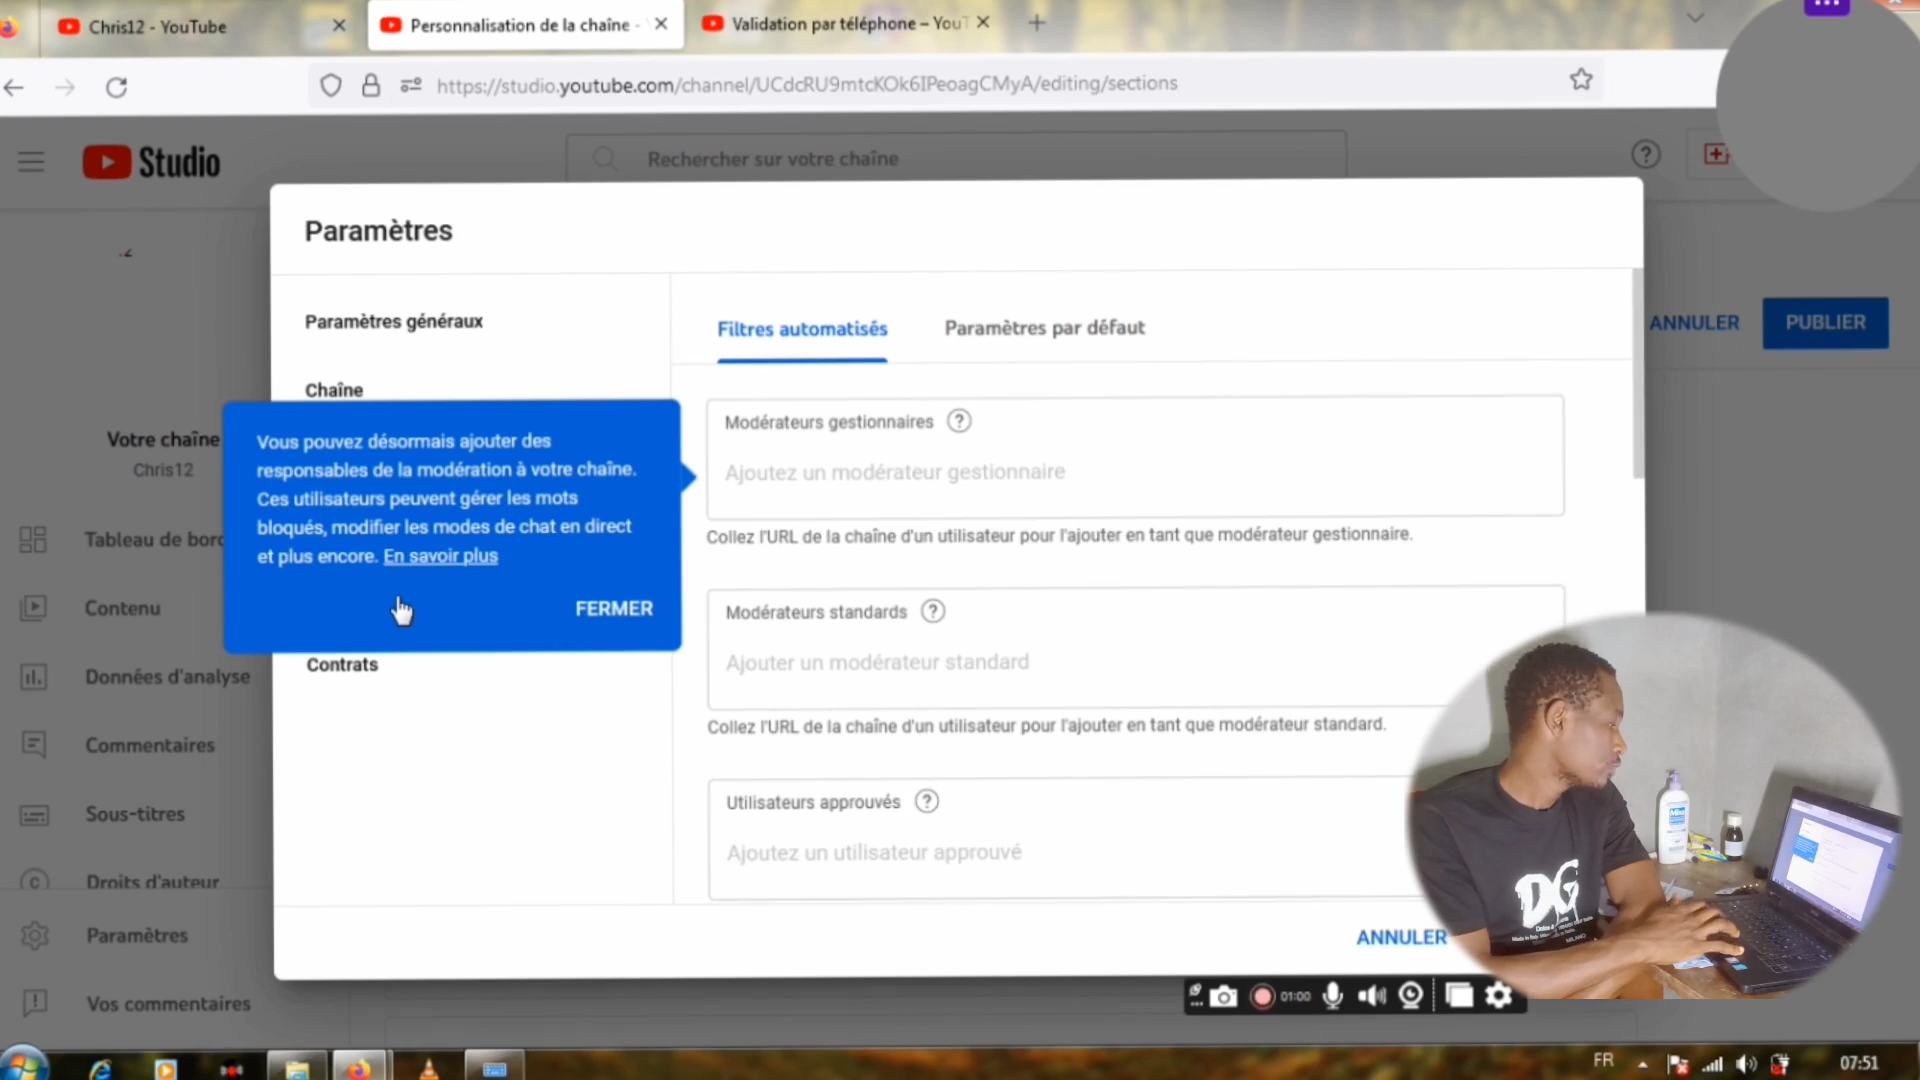 Chris12 - YouTube
Personnalisation de la chaîne -
Validation par téléphone – YouT
https://studio.youtube.com/channel/UCdcRU9mtcKOk6IPeoagCMyA/editing/sections
Studio
Rechercher sur votre chaîne
Paramètres
Paramètres généraux
Filtres automatisés
Paramètres par défaut
ANNULER
PUBLIER
Chaîne
Votre chaîne
Chris12
Vous pouvez désormais ajouter des
responsables de la modération à votre chaîne.
Ces utilisateurs peuvent gérer les mots
bloqués, modifier les modes de chat en direct
et plus encore. En savoir plus
FERMER
Modérateurs gestionnaires
Ajoutez un modérateur gestionnaire
Collez l'URL de la chaîne d'un utilisateur pour l'ajouter en tant que modérateur gestionnaire.
Tableau de bord
Contenu
Modérateurs standards
Ajouter un modérateur standard
Contrats
Données d'analyse
Collez l'URL de la chaîne d'un utilisateur pour l'ajouter en tant que modérateur standard.
Commentaires
Utilisateurs approuvés
Ajoutez un utilisateur approuvé
Sous-titres
Droits d'auteur
Paramètres
ANNULER
Vos commentaires
DG
MILANO
01:00
FR
07:51